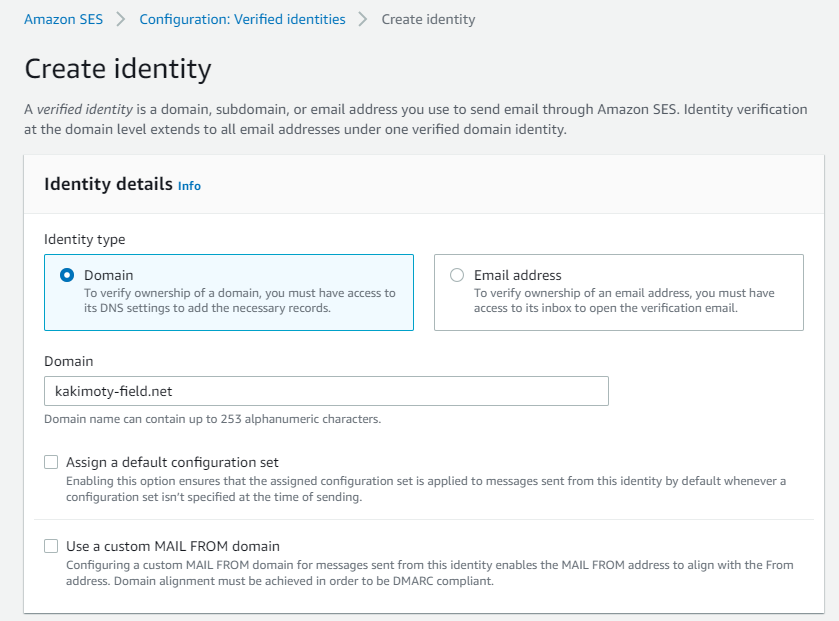 Amazon SES > Configuration: Verified identities > Create identity
Create identity
A verified identity is a domain, subdomain, or email address you use to send email through Amazon SES. Identity verification
at the domain level extends to all email addresses under one verified domain identity.
Identity details Info
Identity type
Domain
To verify ownership of a domain, you must have access to
its DNS settings to add the necessary records.
Email address
To verify ownership of an email address, you must have
access to its inbox to open the verification email.
Domain
kakimoty-field.net
Domain name can contain up to 253 alphanumeric characters.
Assign a default configuration set
Enabling this option ensures that the assigned configuration set is applied to messages sent from this identity by default whenever a
configuration set isn't specified at the time of sending.
Use a custom MAIL FROM domain
Configuring a custom MAIL FROM domain for messages sent from this identity enables the MAIL FROM address to align with the From
address. Domain alignment must be achieved in order to be DMARC compliant.